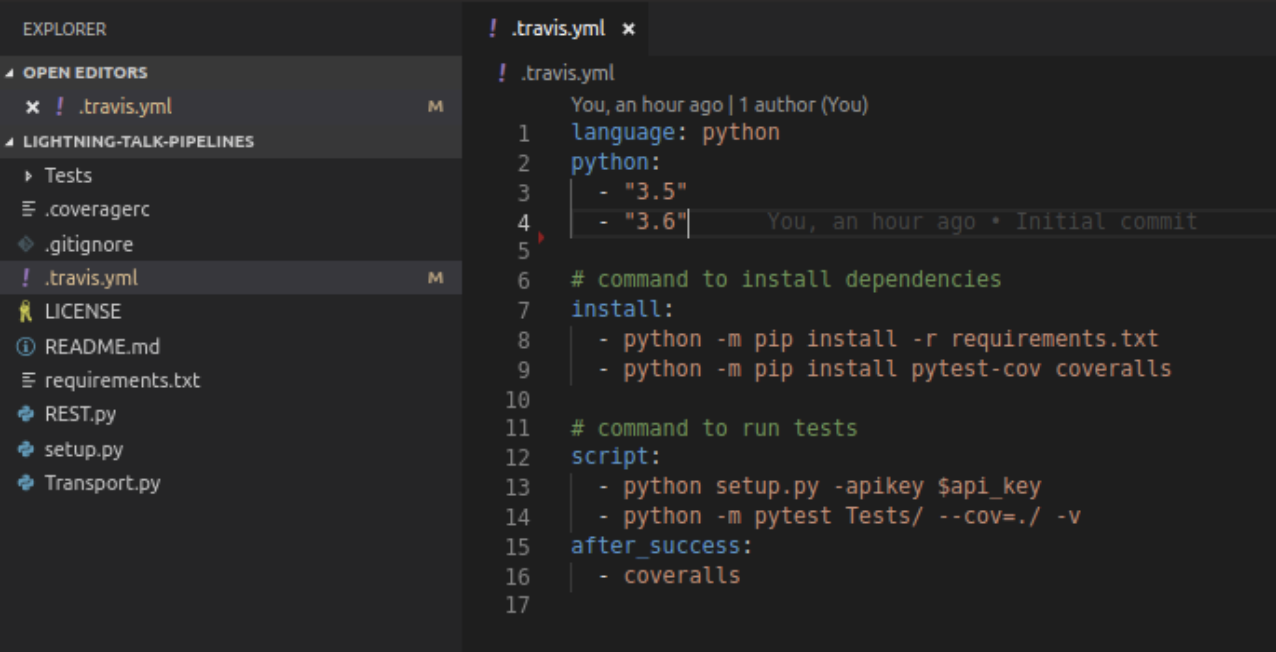 EXPLORER
OPEN EDITORS
.travis.yml M
LIGHTNING-TALK-PIPELINES
Tests
.coveragerc
.gitignore
.travis.yml M
LICENSE
README.md
requirements.txt
REST.py
setup.py
Transport.py
.travis.yml
.travis.yml
You, an hour ago | 1 author (You)
1 language: python
2 python:
3 - "3.5"
4 - "3.6" You, an hour ago • Initial commit
5
6 # command to install dependencies
7 install:
8 - python -m pip install -r requirements.txt
9 - python -m pip install pytest-cov coveralls
10
11 # command to run tests
12 script:
13 - python setup.py -apikey $api_key
14 - python -m pytest Tests/ --cov=./ -v
15 after_success:
16 - coveralls
17